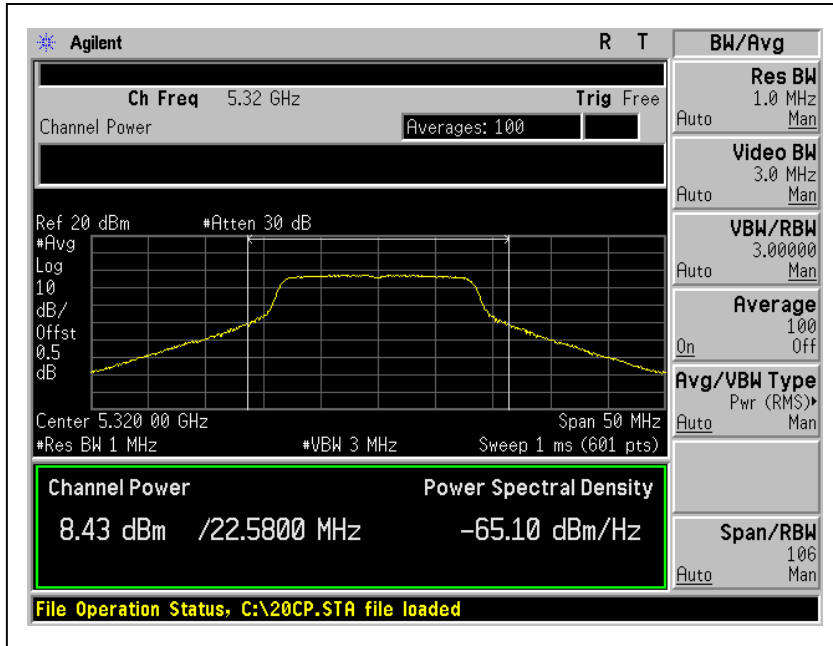 Agilent R T
Ch Freq 5.32 GHz Trig Free
Channel Power Averages: 100
Ref 20 dBm #Atten 30 dB
#Avg
Log
10
dB/
Offst
0.5
dB
Center 5.320 00 GHz Span 50 MHz
#Res BW 1 MHz #VBW 3 MHz Sweep 1 ms (601 pts)
Channel Power Power Spectral Density
8.43 dBm /22.5800 MHz -65.10 dBm/Hz
File Operation Status, C:\20CP.STA file loaded
BW/Avg
Res BW
1.0 MHz
Auto Man
Video BW
3.0 MHz
Auto Man
VBW/RBW
3.00000
Auto Man
Average
100
On Off
Avg/VBW Type
Pwr (RMS)▸
Auto Man
Span/RBW
106
Auto Man